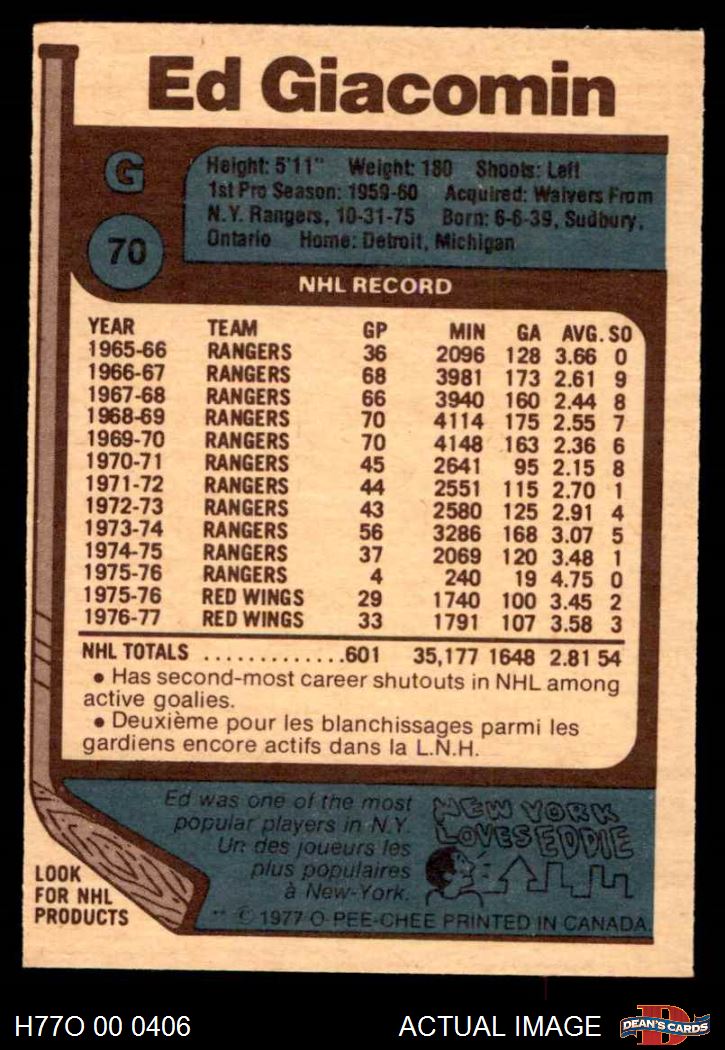 Ed Giacomin
G
70
Height: 5'11" Weight: 180 Shoots: Left
1st Pro Season: 1959-60 Acquired: Waivers From
N.Y. Rangers, 10-31-75 Born: 6-6-39, Sudbury,
Ontario Home: Detroit, Michigan
NHL RECORD
YEAR TEAM GP MIN GA AVG. SO
1965-66 RANGERS 36 2096 128 3.66 0
1966-67 RANGERS 68 3981 173 2.61 9
1967-68 RANGERS 66 3940 160 2.44 8
1968-69 RANGERS 70 4114 175 2.55 7
1969-70 RANGERS 70 4148 163 2.36 6
1970-71 RANGERS 45 2641 95 2.15 8
1971-72 RANGERS 44 2551 115 2.70 1
1972-73 RANGERS 43 2580 125 2.91 4
1973-74 RANGERS 56 3286 168 3.07 5
1974-75 RANGERS 37 2069 120 3.48 1
1975-76 RANGERS 4 240 19 4.75 0
1975-76 RED WINGS 29 1740 100 3.45 2
1976-77 RED WINGS 33 1791 107 3.58 3
NHL TOTALS .............601 35,177 1648 2.81 54
• Has second-most career shutouts in NHL among
active goalies.
• Deuxième pour les blanchissages parmi les
gardiens encore actifs dans la L.N.H.
Ed was one of the most
popular players in N.Y.
Un des joueurs les
plus populaires
à New-York.
NEW YORK
LOVES EDDIE
LOOK
FOR NHL
PRODUCTS
** © 1977 O-PEE-CHEE PRINTED IN CANADA.
H77O 00 0406 ACTUAL IMAGE
D
DEAN'S CARDS